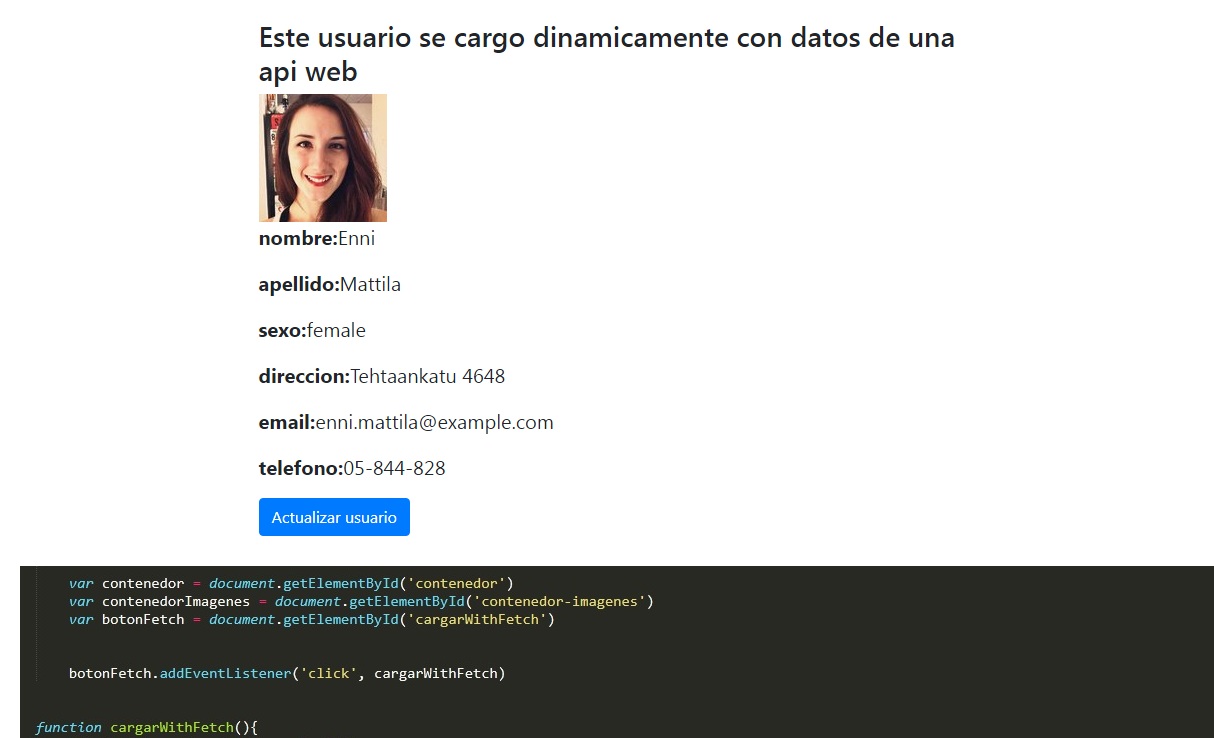 Este usuario se cargo dinamicamente con datos de una
api web
nombre:Enni
apellido:Mattila
sexo:female
direccion:Tehtaankatu 4648
email:enni.mattila@example.com
telefono:05-844-828
Actualizar usuario
var contenedor = document.getElementById('contenedor')
var contenedorImagenes = document.getElementById('contenedor-imagenes')
var botonFetch = document.getElementById('cargarWithFetch')
botonFetch.addEventListener('click', cargarWithFetch)
function cargarWithFetch(){